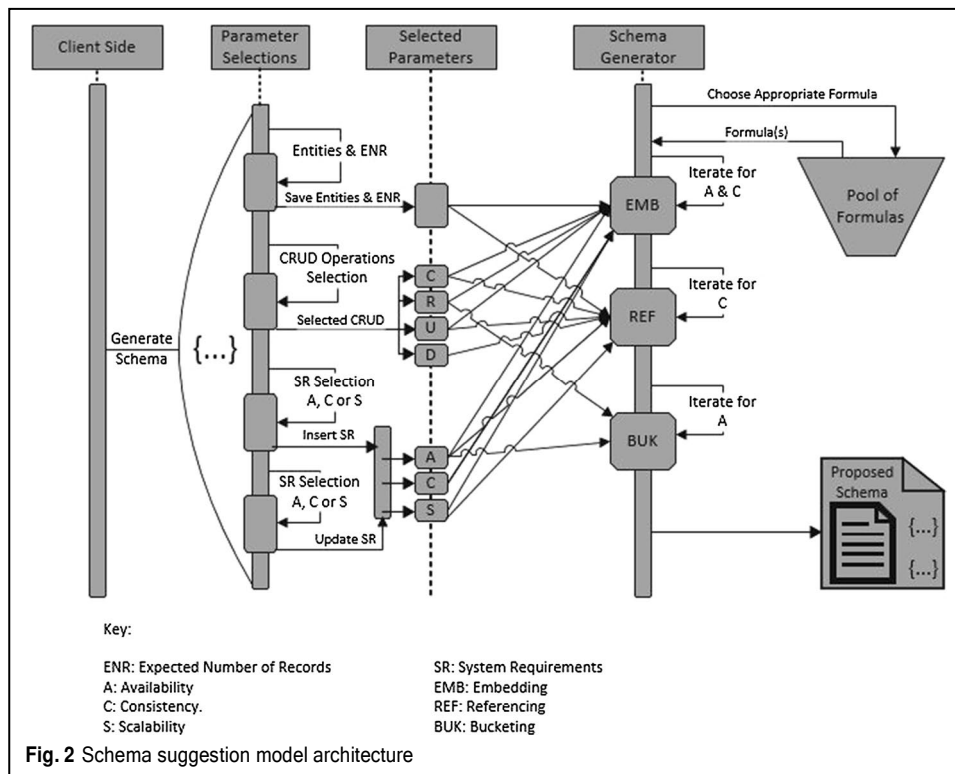 Client Side
Parameter
Selections
Selected
Parameters
Schema
Generator
Choose Appropriate Formula
Formula(s)
Entities & ENR
Iterate for
A & C
Pool of
Formulas
Save Entities & ENR
EMB
CRUD Operations
Selection
C
R
U
D
Selected CRUD
Iterate for
C
REF
Generate
Schema
{...}
SR Selection
A, C or S
Insert SR
Iterate for
A
BUK
A
C
S
SR Selection
A, C or S
Update SR
Proposed
Schema
{...}
{...}
Key:
ENR: Expected Number of Records
A: Availability
C: Consistency.
S: Scalability
SR: System Requirements
EMB: Embedding
REF: Referencing
BUK: Bucketing
Fig. 2 Schema suggestion model architecture